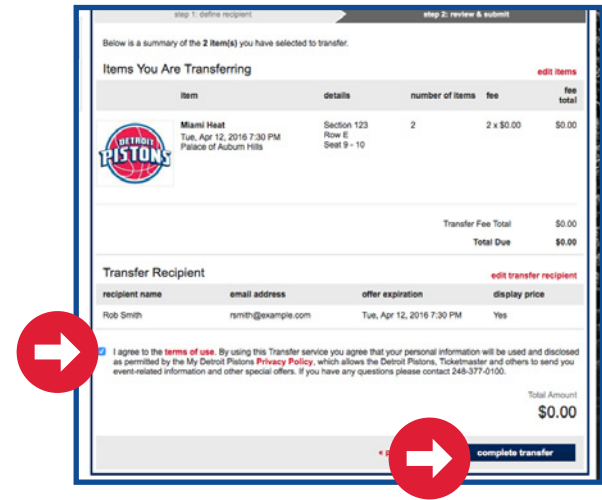 step 1: define recipient step 2: review & submit
Below is a summary of the 2 item(s) you have selected to transfer.
Items You Are Transferring edit items
item details number of items fee fee total
DETROIT PISTONS
Miami Heat Section 123 2 2 x $0.00 $0.00
Tue, Apr 12, 2016 7:30 PM Row E
Palace of Auburn Hills Seat 9 - 10
Transfer Fee Total $0.00
Total Due $0.00
Transfer Recipient edit transfer recipient
recipient name email address offer expiration display price
Rob Smith rsmith@example.com Tue, Apr 12, 2016 7:30 PM Yes
I agree to the terms of use. By using this Transfer service you agree that your personal information will be used and disclosed
as permitted by the My Detroit Pistons Privacy Policy, which allows the Detroit Pistons, Ticketmaster and others to send you
event-related information and other special offers. If you have any questions please contact 248-377-0100.
Total Amount
$0.00
complete transfer